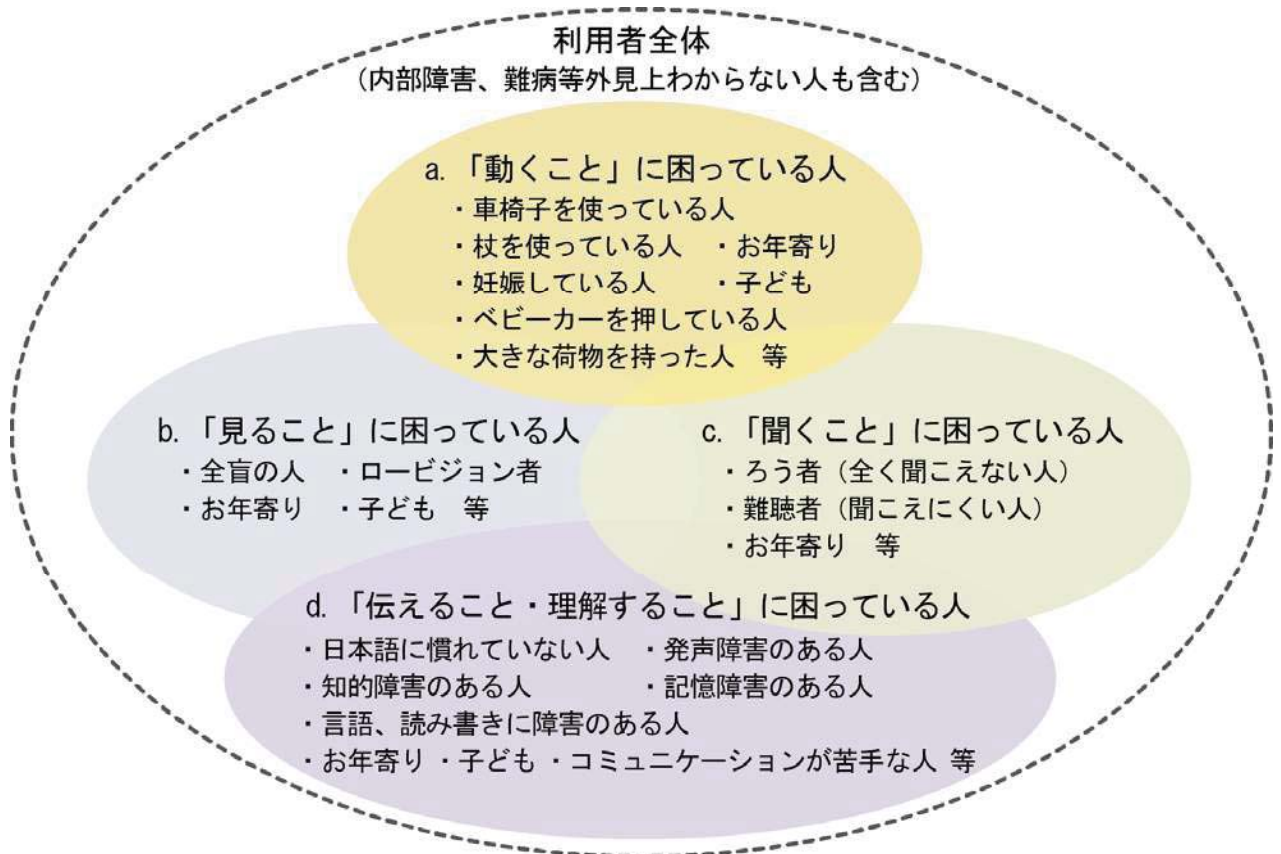 利用者全体
（内部障害、難病等外見上わからない人も含む）
a. 「動くこと」に困っている人
・車椅子を使っている人
・杖を使っている人　・お年寄り
・妊娠している人　・子ども
・ベビーカーを押している人
・大きな荷物を持った人　等
b. 「見ること」に困っている人
・全盲の人　・ロービジョン者
・お年寄り　・子ども　等
c. 「聞くこと」に困っている人
・ろう者（全く聞こえない人）
・難聴者（聞こえにくい人）
・お年寄り　等
d. 「伝えること・理解すること」に困っている人
・日本語に慣れていない人　・発声障害のある人
・知的障害のある人　・記憶障害のある人
・言語、読み書きに障害のある人
・お年寄り ・子ども ・コミュニケーションが苦手な人 等